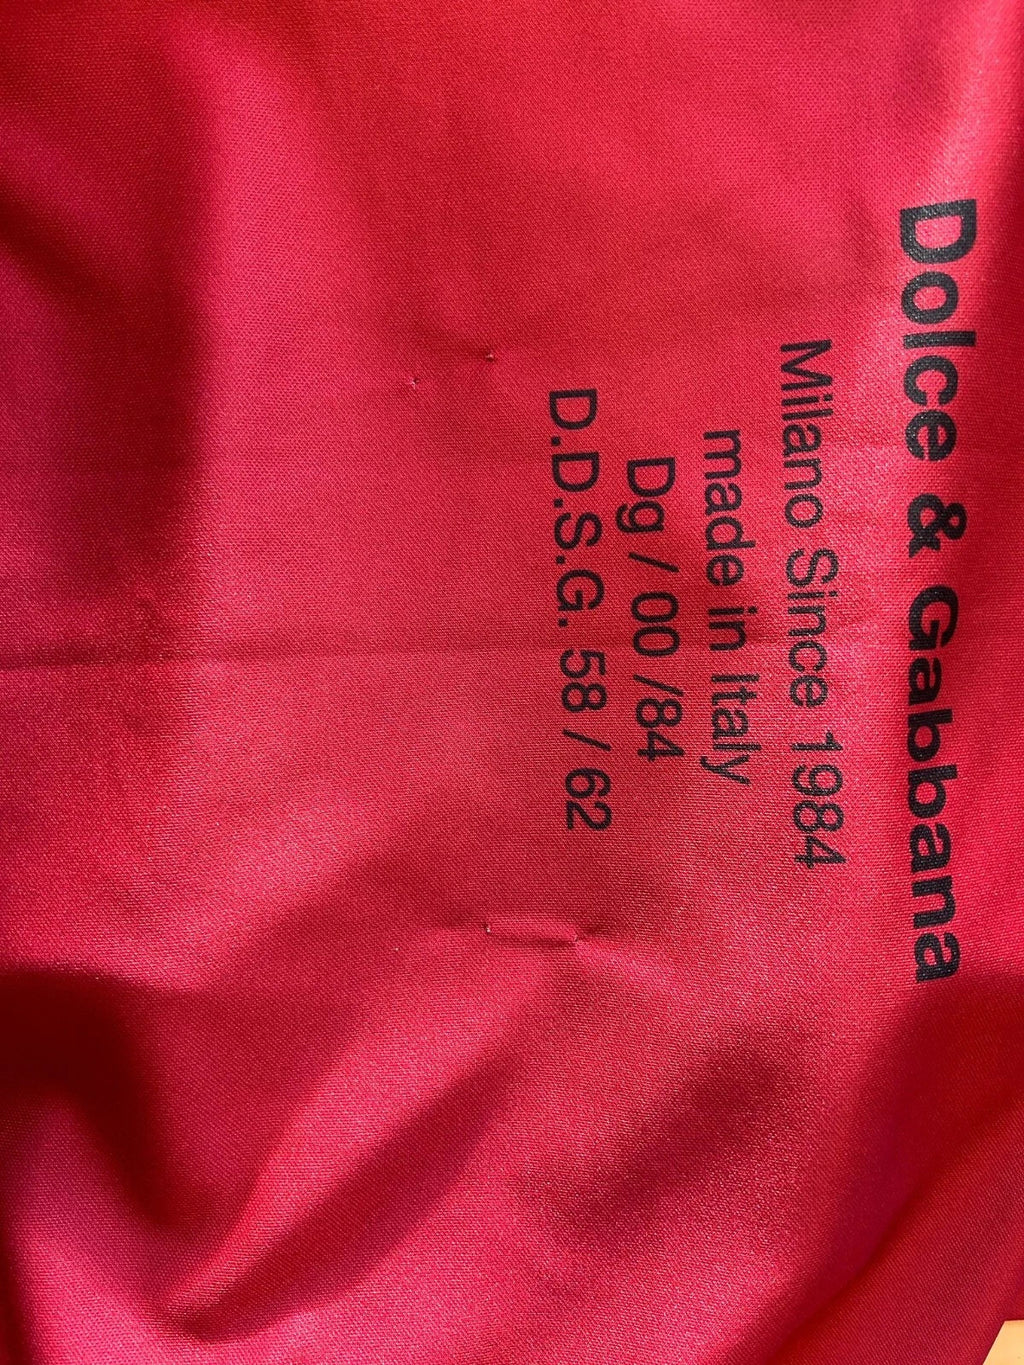 Dolce & Gabbana
Milano Since 1984
made in Italy
Dg / 00 /84
D.D.S.G. 58 / 62